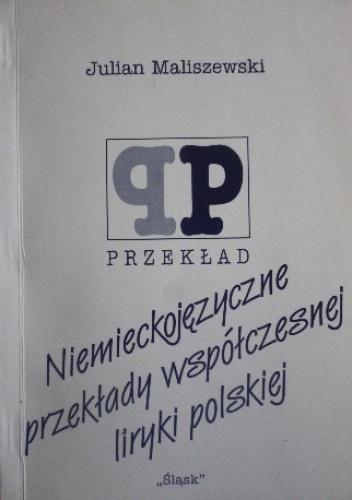 Julian Maliszewski
PP
PRZEKŁAD
Niemieckojęzyczne
przekłady współczesnej
liryki polskiej
„Śląsk”